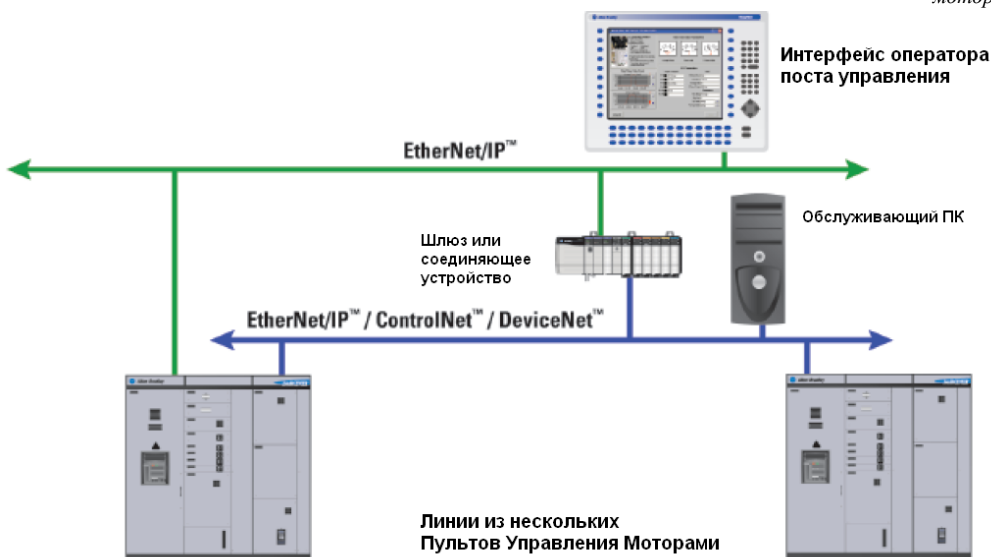 мотор
Интерфейс оператора
поста управления
EtherNet/IP™
Обслуживающий ПК
Шлюз или
соединяющее
устройство
EtherNet/IP™ / ControlNet™ / DeviceNet™
Линии из нескольких
Пультов Управления Моторами